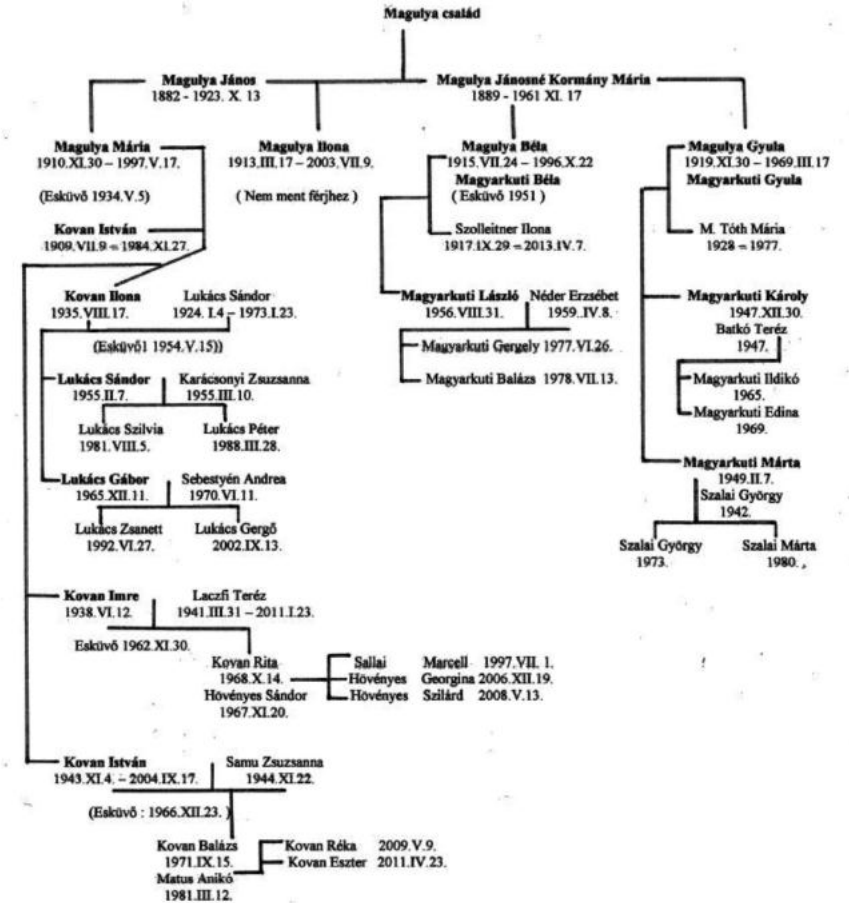 Magulya család
Magulya János
1882 - 1923. X. 13
Magulya Jánosné Kormány Mária
1889 - 1961 XI. 17
Magulya Mária
1910.XI.30 – 1997.V.17.
(Esküvő 1934.V.5)
Kovan István
1909.VII.9 – 1984.XI.27.
Magulya Ilona
1913.III.17 – 2003.VII.9.
( Nem ment férjhez )
Magulya Béla
1915.VII.24 – 1996.X.22
Magyarkuti Béla
( Esküvő 1951 )
Szolleitner Ilona
1917.IX.29 – 2013.IV.7.
Magulya Gyula
1919.XI.30 – 1969.III.17
Magyarkuti Gyula
M. Tóth Mária
1928 – 1977.
Kovan Ilona
1935.VIII.17.
Lukács Sándor
1924. I.4 – 1973.I.23.
(Esküvő1 1954.V.15))
Lukács Sándor
1955.II.7.
Karácsonyi Zsuzsanna
1955.III.10.
Lukács Szilvia
1981.VIII.5.
Lukács Péter
1988.III.28.
Lukács Gábor
1965.XII.11.
Sebestyén Andrea
1970.VI.11.
Lukács Zsanett
1992.VI.27.
Lukács Gergő
2002.IX.13.
Magyarkuti László
1956.VIII.31.
Néder Erzsébet
1959..IV.8.
Magyarkuti Gergely 1977.VI.26.
Magyarkuti Balázs 1978.VII.13.
Magyarkuti Károly
1947.XII.30.
Batkó Teréz
1947.
Magyarkuti Ildikó
1965.
Magyarkuti Edina
1969.
Magyarkuti Márta
1949.II.7.
Szalai György
1942.
Szalai György
1973.
Szalai Márta
1980.
Kovan Imre
1938.VI.12.
Laczfi Teréz
1941.III.31 – 2011.I.23.
Esküvő 1962.XI.30.
Kovan Rita
1968.X.14.
Hövényes Sándor
1967.XI.20.
Sallai Marcell 1997.VII. 1.
Hövényes Georgina 2006.XII.19.
Hövényes Szilárd 2008.V.13.
Kovan István
1943.XI.4. – 2004.IX.17.
Samu Zsuzsanna
1944.XI.22.
(Esküvő : 1966.XII.23. )
Kovan Balázs
1971.IX.15.
Matus Anikó
1981.III.12.
Kovan Réka 2009.V.9.
Kovan Eszter 2011.IV.23.